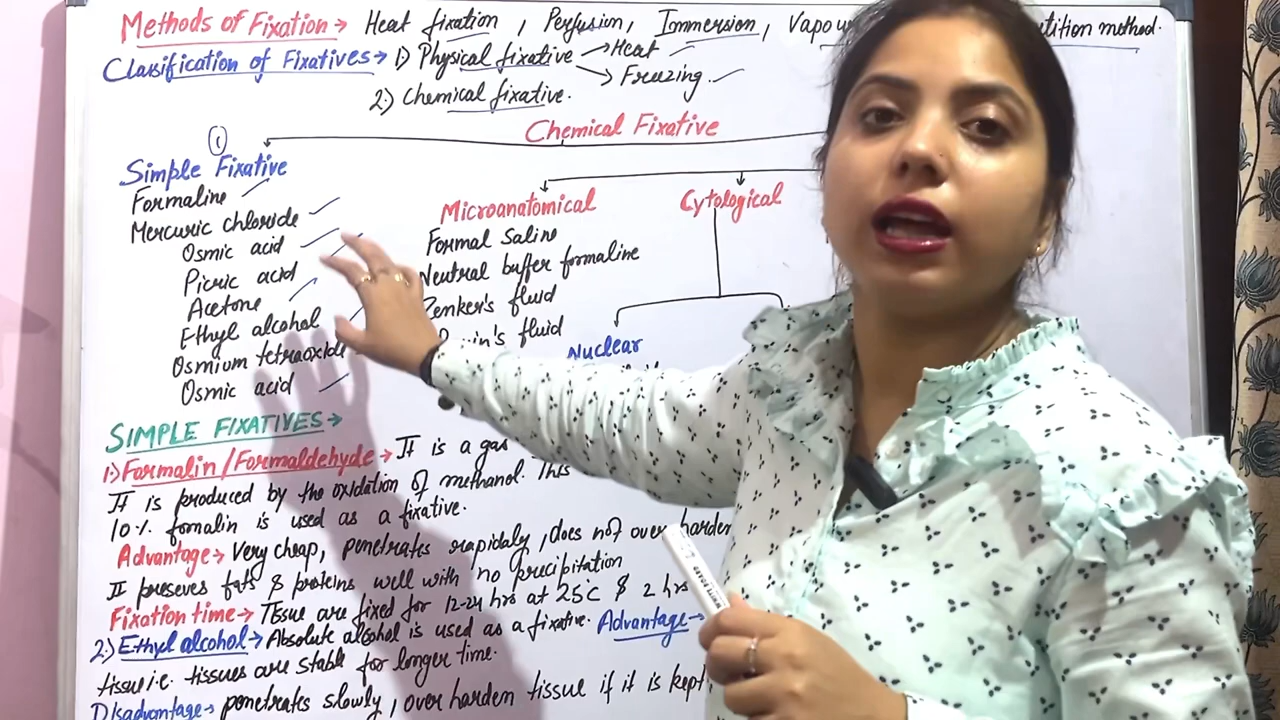 Methods of Fixation → Heat fixation, Perfusion, Immersion, Vapou method.
Classification of Fixatives → 1.) Physical fixative → Heat
→ Freezing.
2.) Chemical fixative.
Chemical Fixative
(1)
Simple Fixative
Formaline
Mercuric chloride
Osmic acid
Picric acid
Acetone
Ethyl alcohol
Osmium tetraoxide
Osmic acid
Microanatomical
Formal Saline
Neutral buffer formaline
Zenker's fluid
fluid
Cytological
Nuclear
SIMPLE FIXATIVES →
1) Formalin/Formaldehyde → It is a gas
It is produced by the oxidation of methanol. This
10% formalin is used as a fixative.
Advantage → Very cheap, penetrates rapidaly, does not over harden
It preseves fats & proteins well with no precipitation
Fixation time → Tissue are fixed for 12-24 hrs at 25°C & 2 hrs
2.) Ethyl alcohol → Absolute alcohol is used as a fixative. Advantage →
tissue i.e. tissues are stable for longer time.
Disadvantage → penetrates slowly, over harden tissue if it is kept